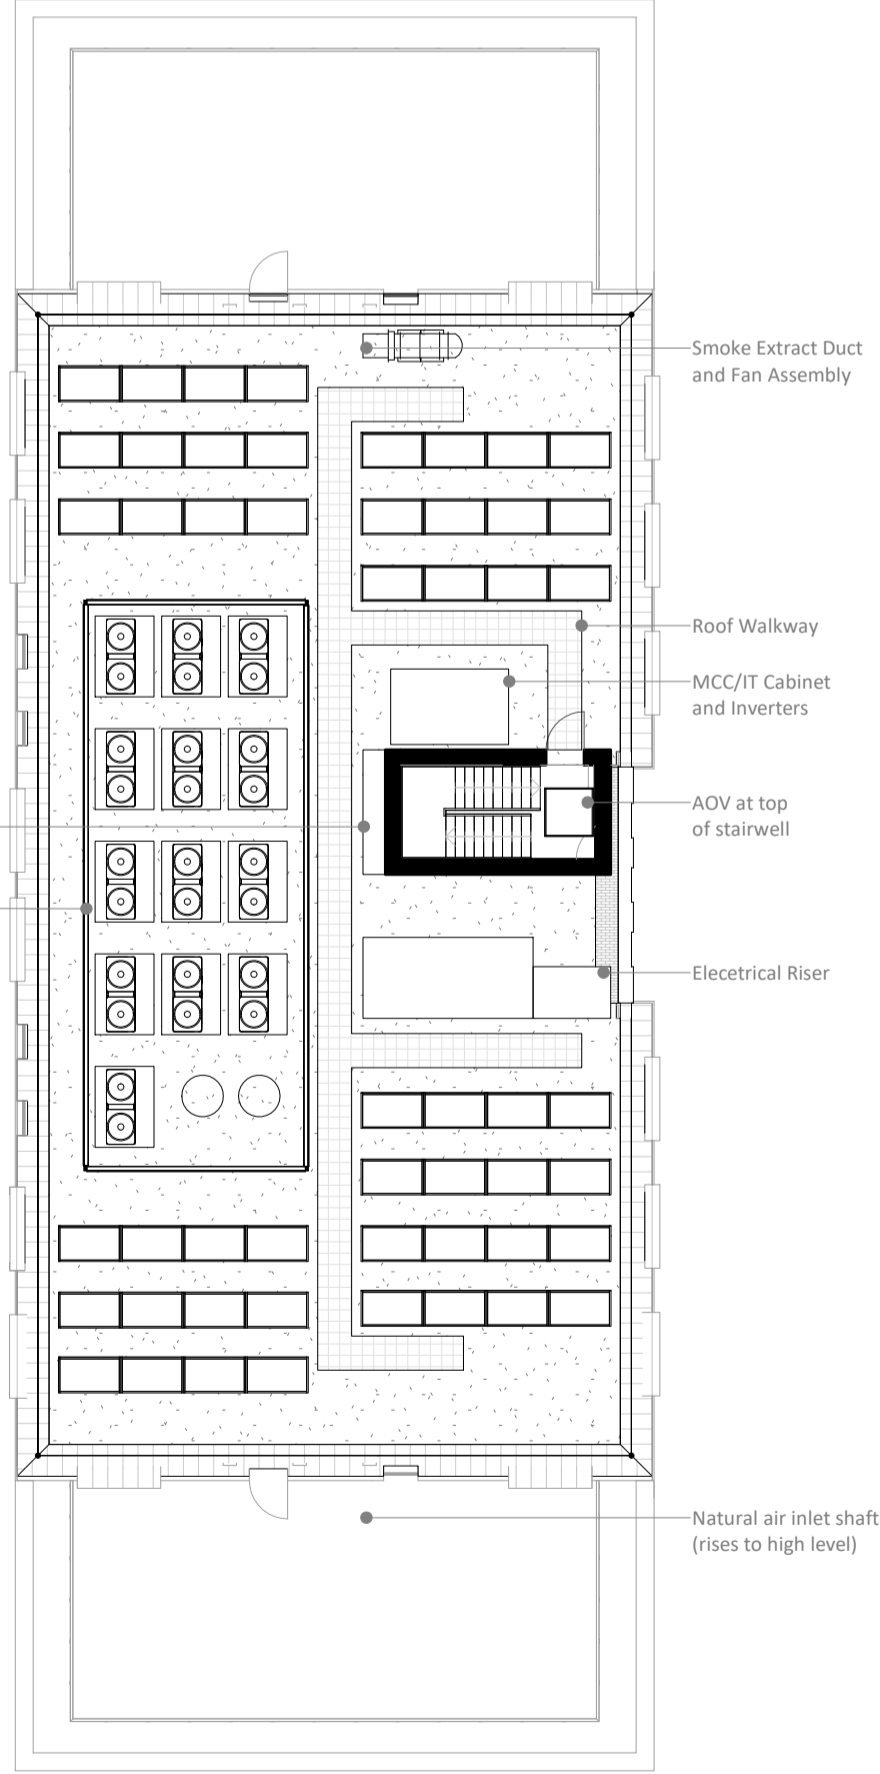 Smoke Extract Duct
and Fan Assembly
Roof Walkway
MCC/IT Cabinet
and Inverters
AOV at top
of stairwell
Elecetrical Riser
Natural air inlet shaft
(rises to high level)